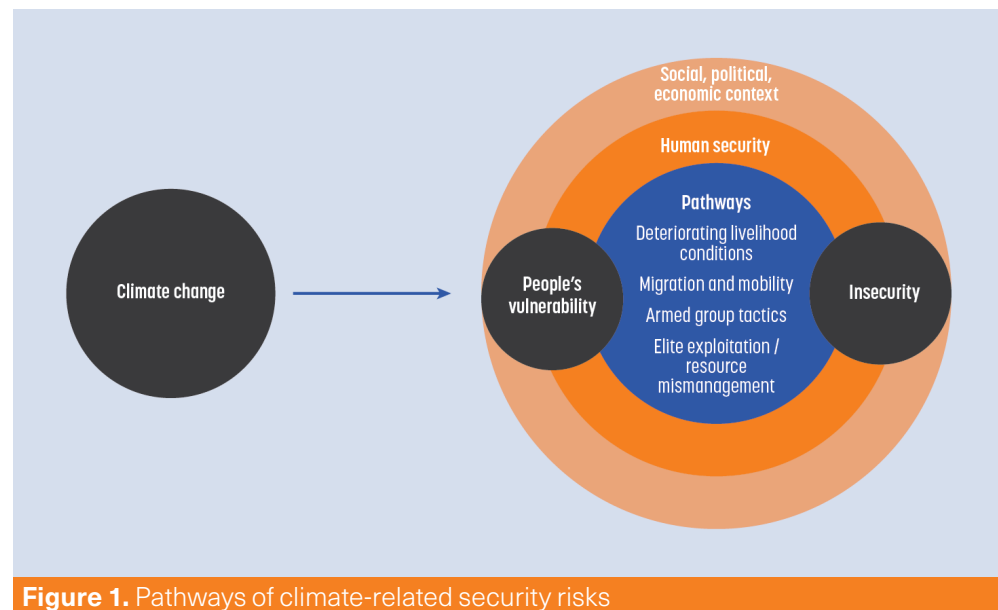 Climate change
Social, political,
economic context
Human security
Pathways
Deteriorating livelihood
conditions
Migration and mobility
Armed group tactics
Elite exploitation /
resource
mismanagement
People's
vulnerability
Insecurity
Figure 1. Pathways of climate-related security risks